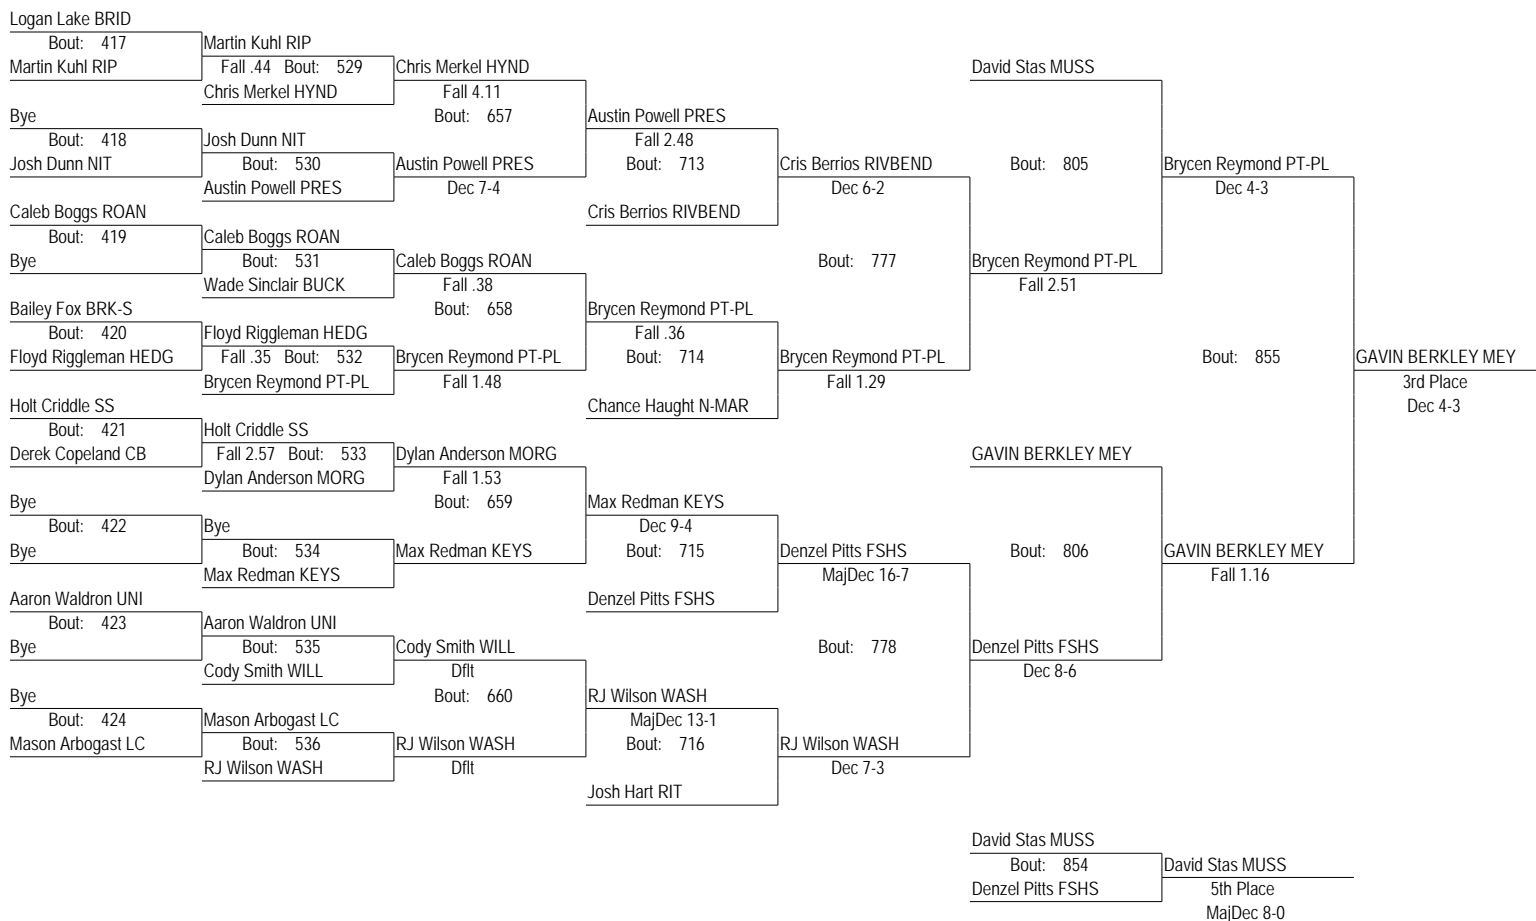 Logan Lake BRID
Bout: 417
Martin Kuhl RIP
Bye
Bout: 418
Josh Dunn NIT
Caleb Boggs ROAN
Bout: 419
Bye
Bailey Fox BRK-S
Bout: 420
Floyd Riggleman HEDG
Holt Criddle SS
Bout: 421
Derek Copeland CB
Bye
Bout: 422
Bye
Aaron Waldron UNI
Bout: 423
Bye
Bye
Bout: 424
Mason Arbogast LC
Martin Kuhl RIP
Fall .44 Bout: 529
Chris Merkel HYND
Josh Dunn NIT
Bout: 530
Austin Powell PRES
Caleb Boggs ROAN
Bout: 531
Wade Sinclair BUCK
Floyd Riggleman HEDG
Fall .35 Bout: 532
Brycen Reymond PT-PL
Holt Criddle SS
Fall 2.57 Bout: 533
Dylan Anderson MORG
Bye
Bout: 534
Max Redman KEYS
Aaron Waldron UNI
Bout: 535
Cody Smith WILL
Mason Arbogast LC
Bout: 536
RJ Wilson WASH
Chris Merkel HYND
Fall 4.11
Bout: 657
Austin Powell PRES
Dec 7-4
Caleb Boggs ROAN
Fall .38
Bout: 658
Brycen Reymond PT-PL
Fall 1.48
Dylan Anderson MORG
Fall 1.53
Bout: 659
Max Redman KEYS
Cody Smith WILL
Dflt
Bout: 660
RJ Wilson WASH
Dflt
Austin Powell PRES
Fall 2.48
Bout: 713
Cris Berrios RIVBEND
Brycen Reymond PT-PL
Fall .36
Bout: 714
Chance Haught N-MAR
Max Redman KEYS
Dec 9-4
Bout: 715
Denzel Pitts FSHS
RJ Wilson WASH
MajDec 13-1
Bout: 716
Josh Hart RIT
Cris Berrios RIVBEND
Dec 6-2
Bout: 777
Brycen Reymond PT-PL
Fall 1.29
Denzel Pitts FSHS
MajDec 16-7
Bout: 778
RJ Wilson WASH
Dec 7-3
David Stas MUSS
Bout: 805
Brycen Reymond PT-PL
Fall 2.51
GAVIN BERKLEY MEY
Bout: 806
Denzel Pitts FSHS
Dec 8-6
Brycen Reymond PT-PL
Dec 4-3
Bout: 855
GAVIN BERKLEY MEY
Fall 1.16
GAVIN BERKLEY MEY
3rd Place
Dec 4-3
David Stas MUSS
Bout: 854
Denzel Pitts FSHS
David Stas MUSS
5th Place
MajDec 8-0